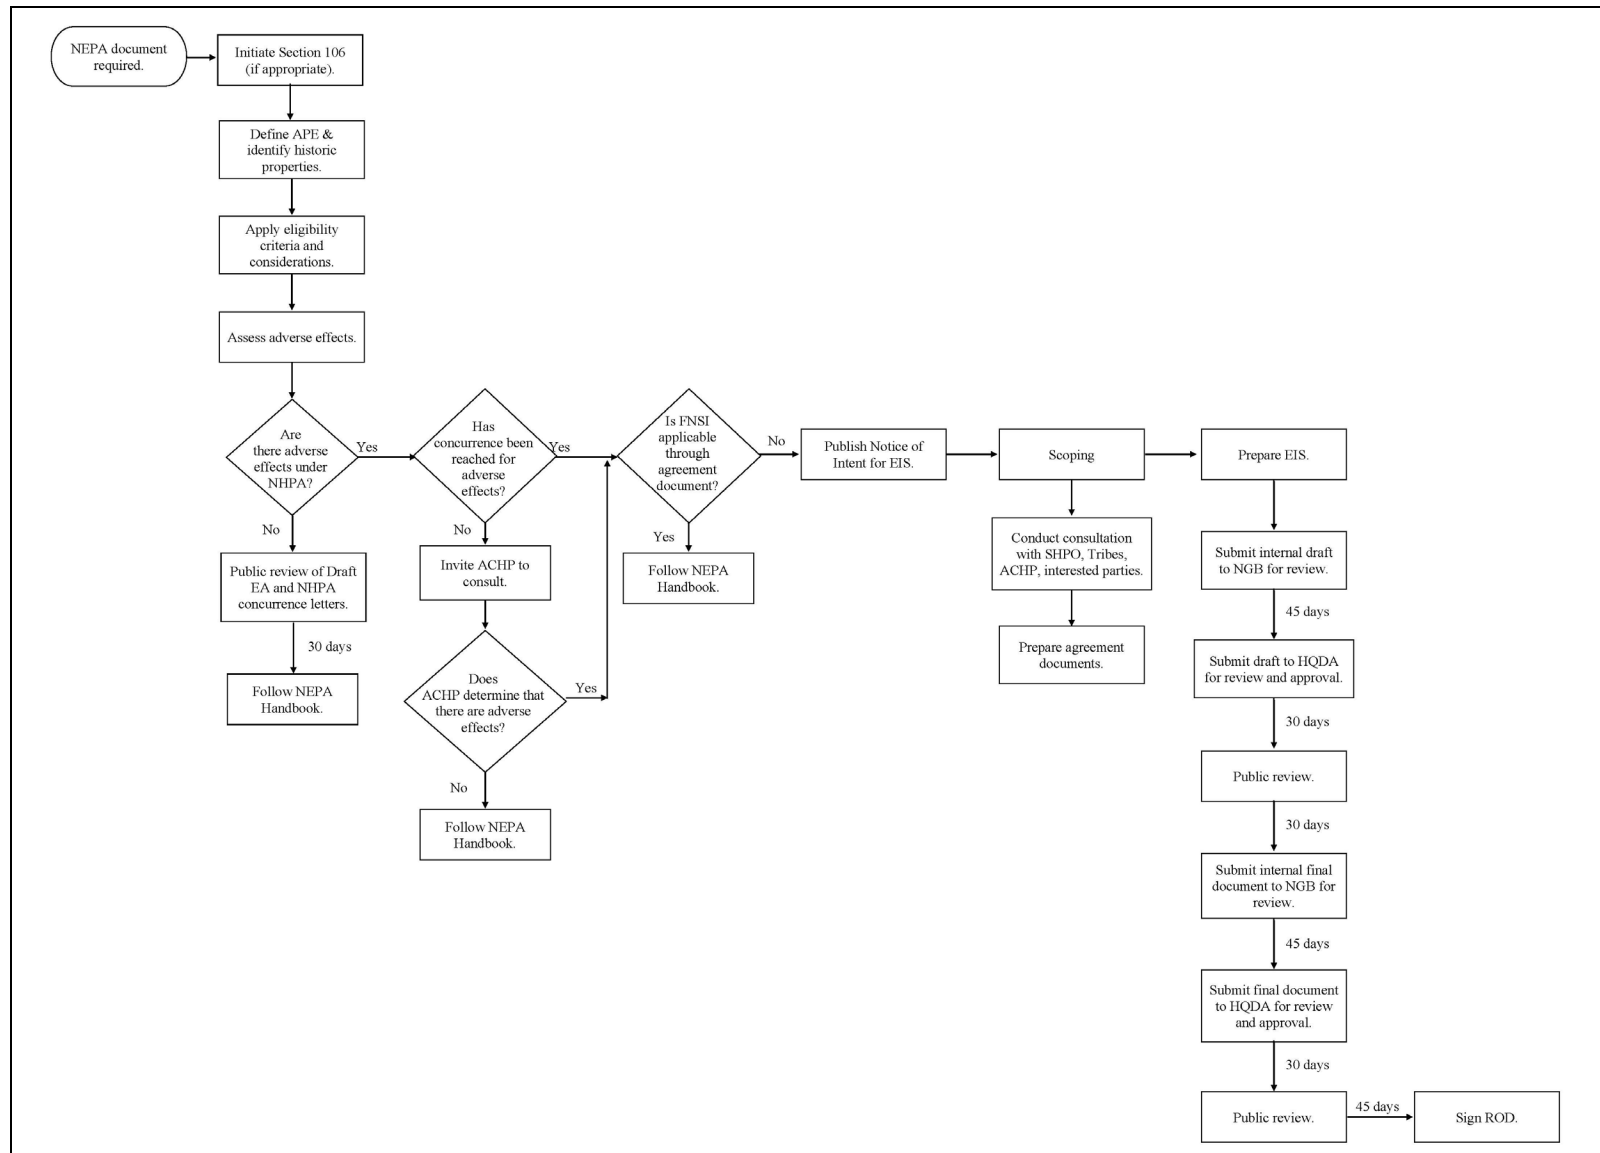 NEPA document
required.
Initiate Section 106
(if appropriate).
Define APE &
identify historic
properties.
Apply eligibility
criteria and
considerations.
Assess adverse effects.
Are
there adverse
effects under
NHPA?
Yes
No
Public review of Draft
EA and NHPA
concurrence letters.
30 days
Follow NEPA
Handbook.
Has
concurrence been
reached for
adverse
effects?
Yes
No
Invite ACHP to
consult.
Does
ACHP determine that
there are adverse
effects?
Yes
No
Follow NEPA
Handbook.
Is FNSI
applicable
through
agreement
document?
No
Yes
Follow NEPA
Handbook.
Publish Notice of
Intent for EIS.
Scoping
Conduct consultation
with SHPO, Tribes,
ACHP, interested parties.
Prepare agreement
documents.
Prepare EIS.
Submit internal draft
to NGB for review.
45 days
Submit draft to HQDA
for review and approval.
30 days
Public review.
30 days
Submit internal final
document to NGB for
review.
45 days
Submit final document
to HQDA for review
and approval.
30 days
Public review.
45 days
Sign ROD.